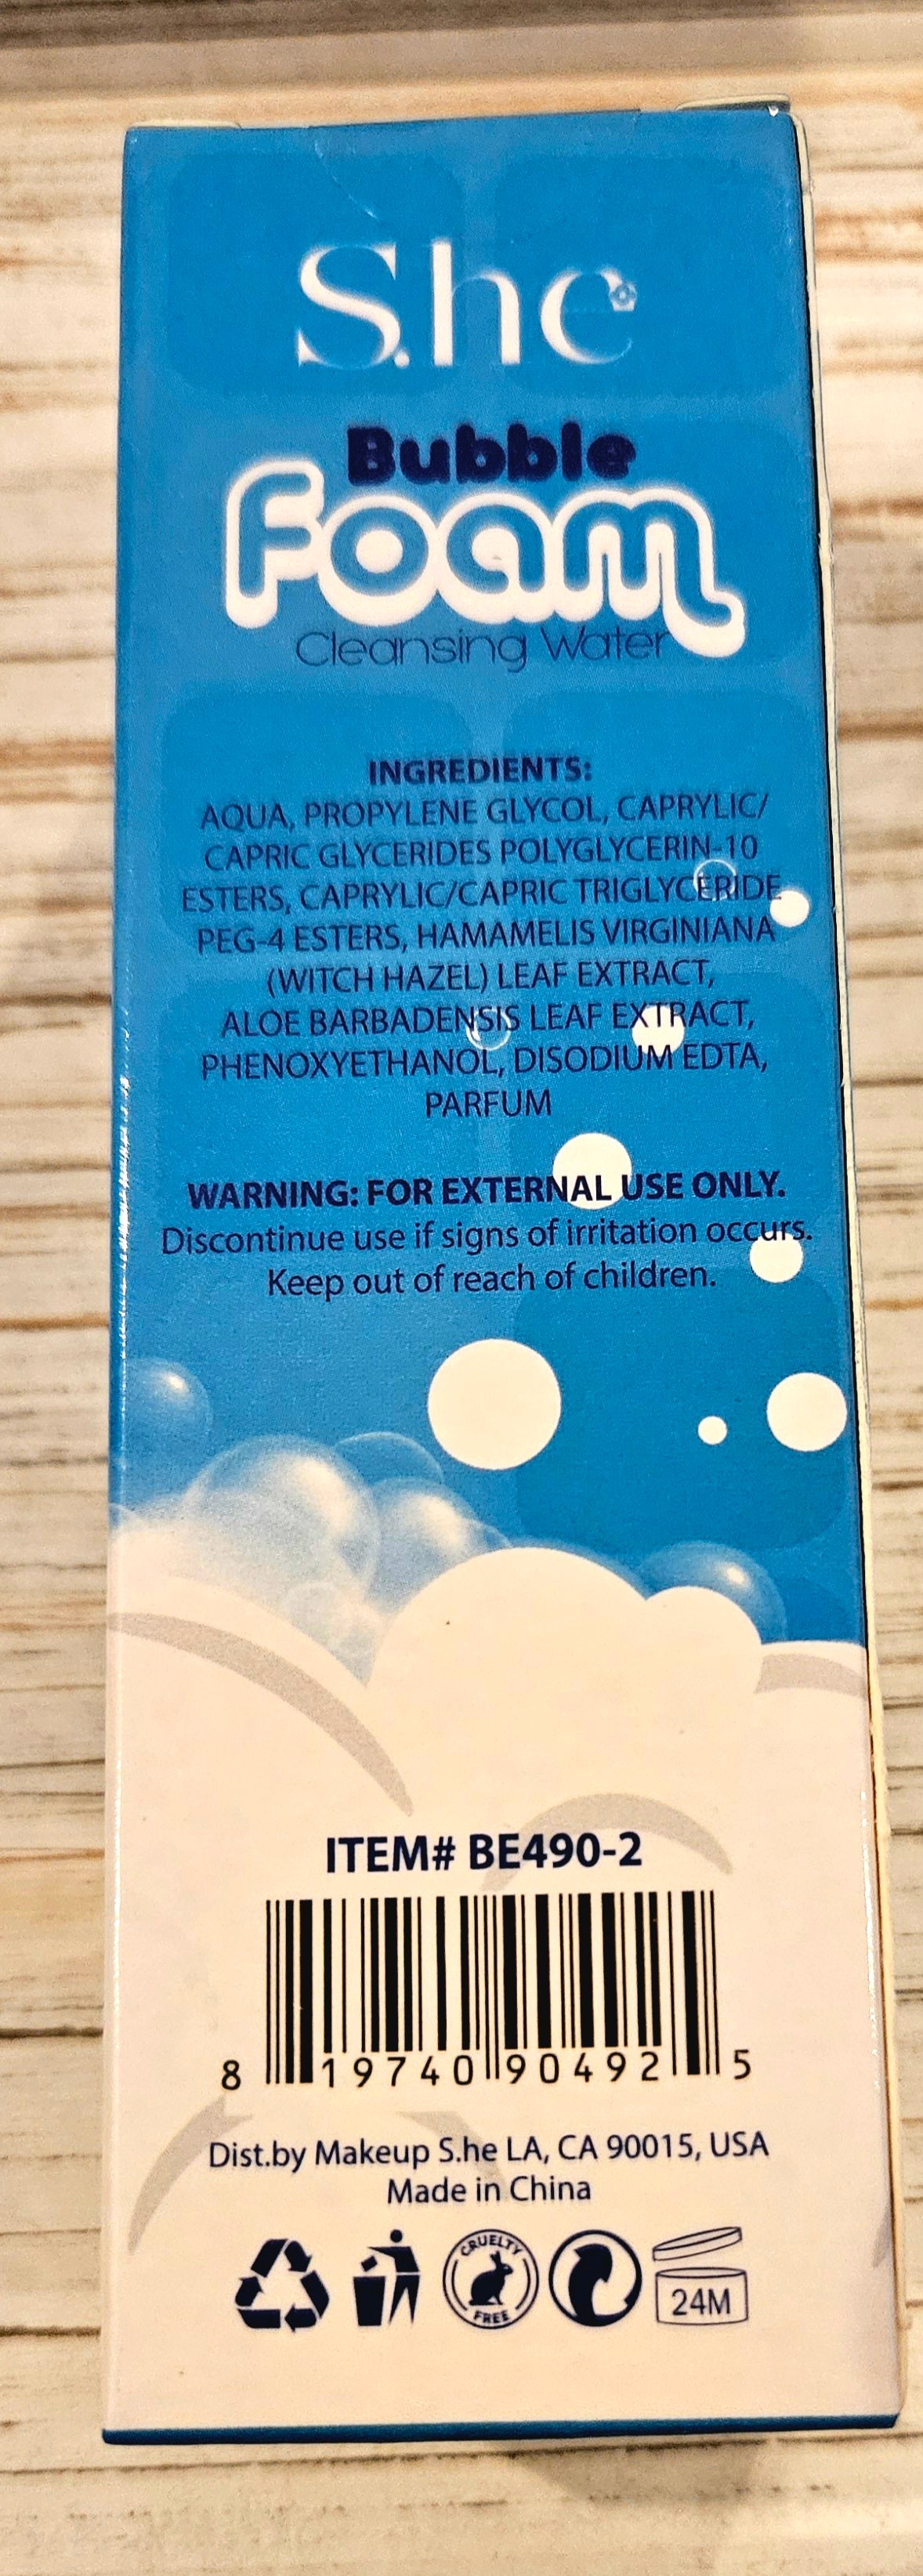 S.he
Bubble
Foam
Cleansing Water
INGREDIENTS:
AQUA, PROPYLENE GLYCOL, CAPRYLIC/
CAPRIC GLYCERIDES POLYGLYCERIN-10
ESTERS, CAPRYLIC/CAPRIC TRIGLYCERIDE
PEG-4 ESTERS, HAMAMELIS VIRGINIANA
(WITCH HAZEL) LEAF EXTRACT,
ALOE BARBADENSIS LEAF EXTRACT,
PHENOXYETHANOL, DISODIUM EDTA,
PARFUM
WARNING: FOR EXTERNAL USE ONLY.
Discontinue use if signs of irritation occurs.
Keep out of reach of children.
ITEM# BE490-2
8 19740 90492 5
Dist.by Makeup S.he LA, CA 90015, USA
Made in China
CRUELTY
FREE
24M